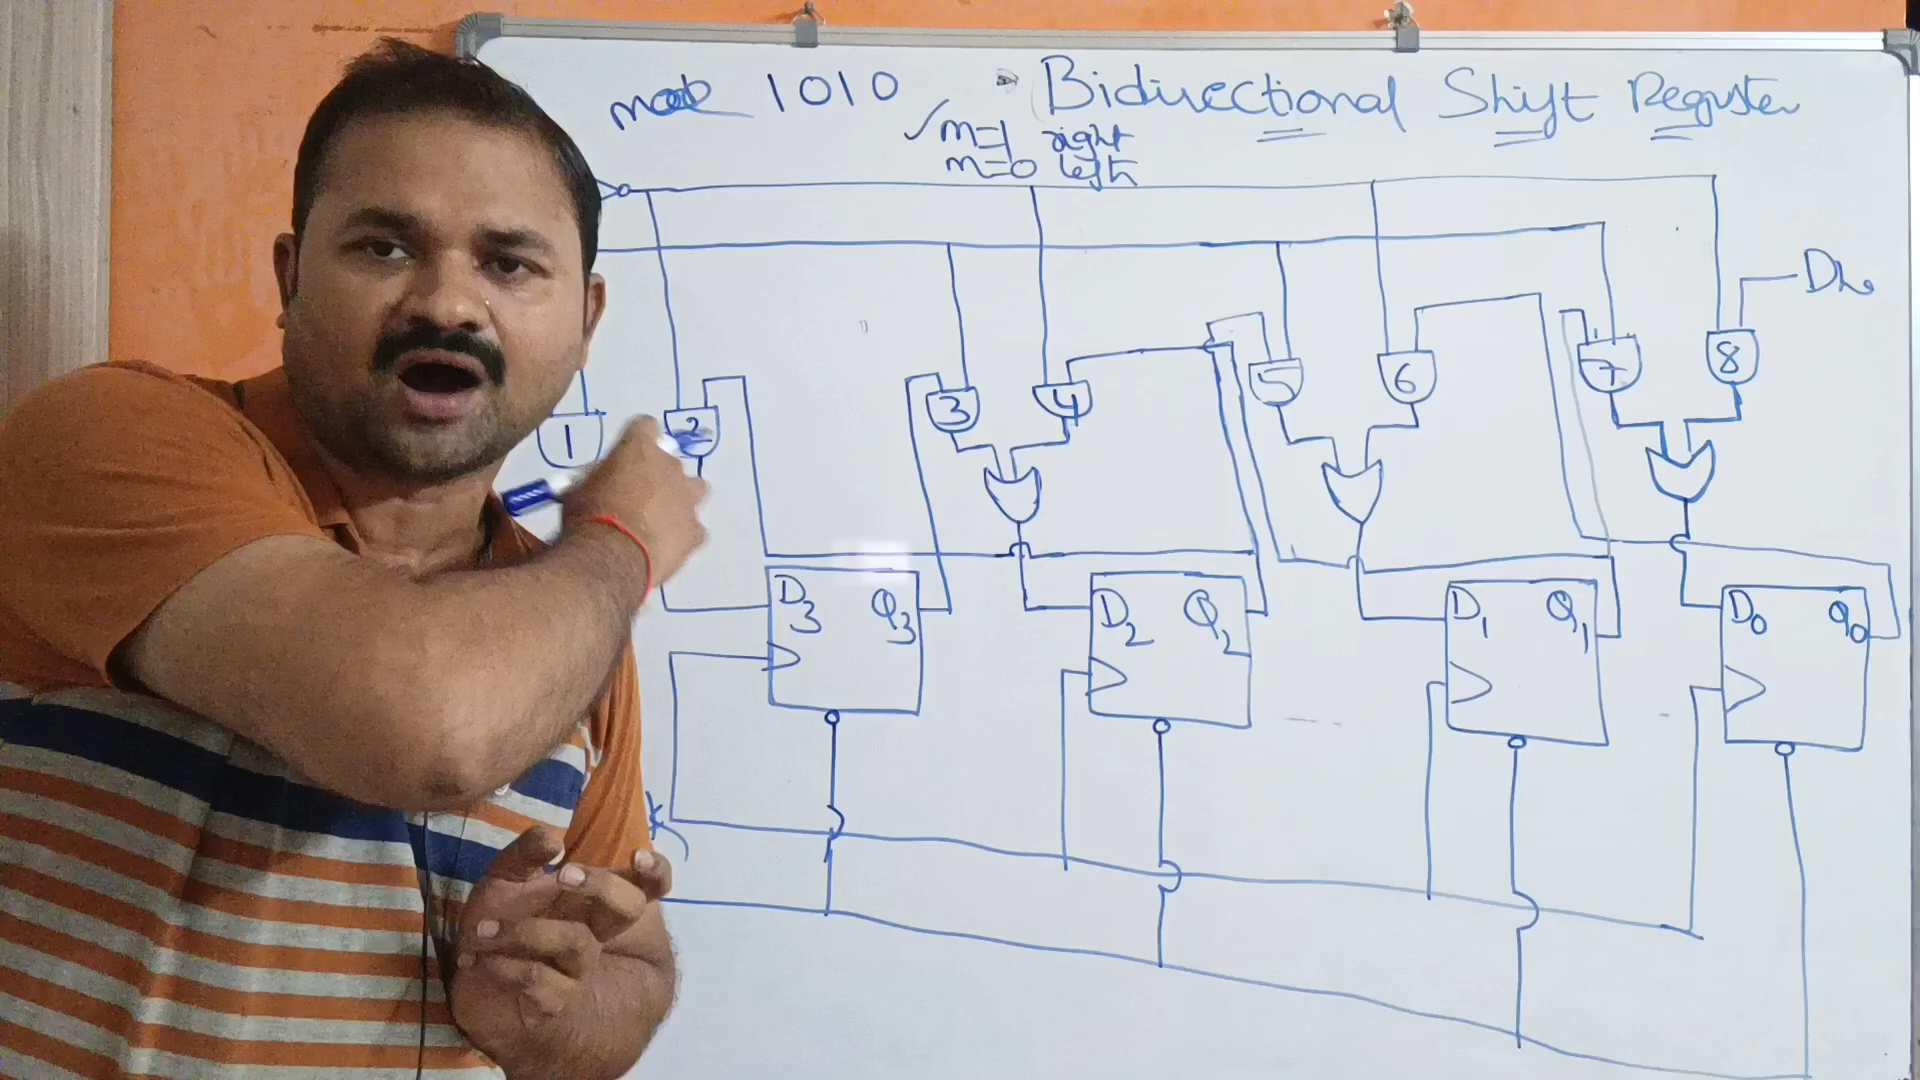 1010 Bidirectional Shift Register
m=1 right
m=0 left
DL
1 2 3 4 5 6 7 8
D3 Q3 D2 Q2 D1 Q1 D0 Q0